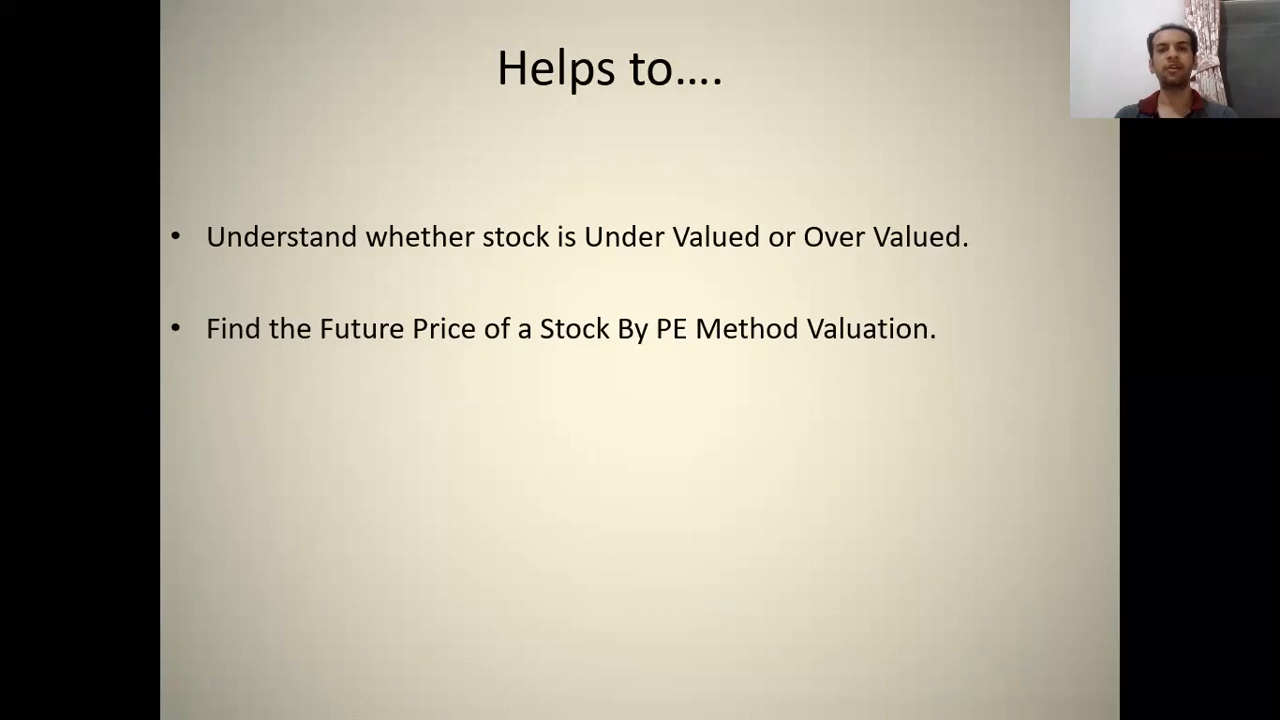 Helps to....
• Understand whether stock is Under Valued or Over Valued.
• Find the Future Price of a Stock By PE Method Valuation.